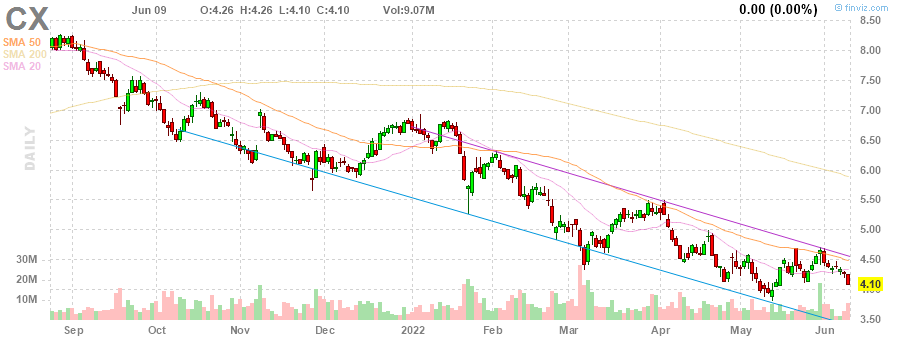 CX Jun 09 O:4.26 H:4.26 L:4.10 C:4.10 Vol:9.07M 0.00 (0.00%) © finviz.com
SMA 50
SMA 200
SMA 20
DAILY
8.50
8.00
7.50
7.00
6.50
6.00
5.50
5.00
4.50
4.10
3.50
30M
20M
10M
Sep Oct Nov Dec 2022 Feb Mar Apr May Jun